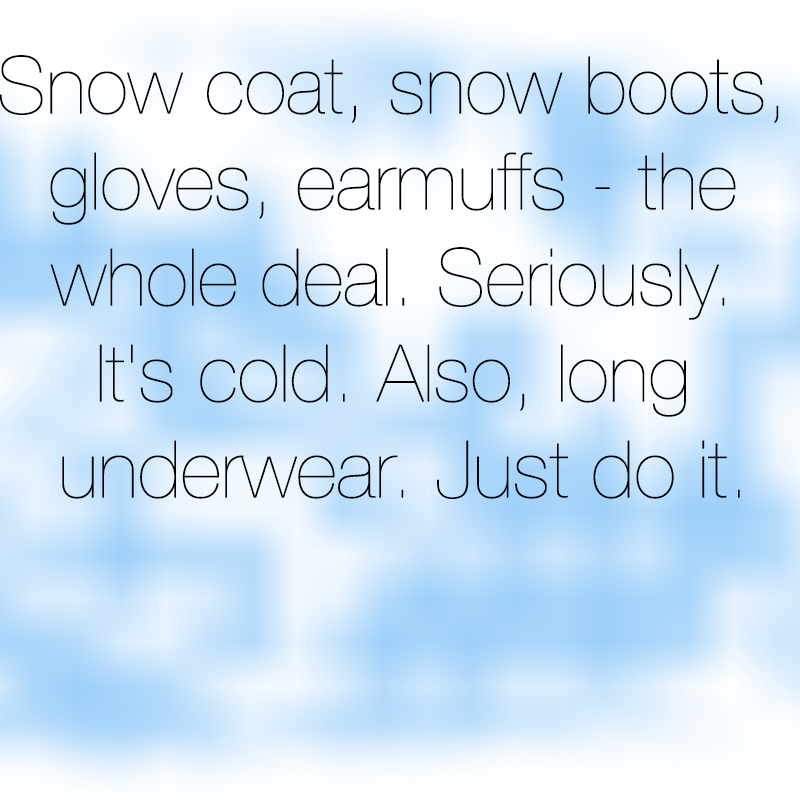 Snow coat, snow boots,
gloves, earmuffs - the
whole deal. Seriously.
It's cold. Also, long
underwear. Just do it.